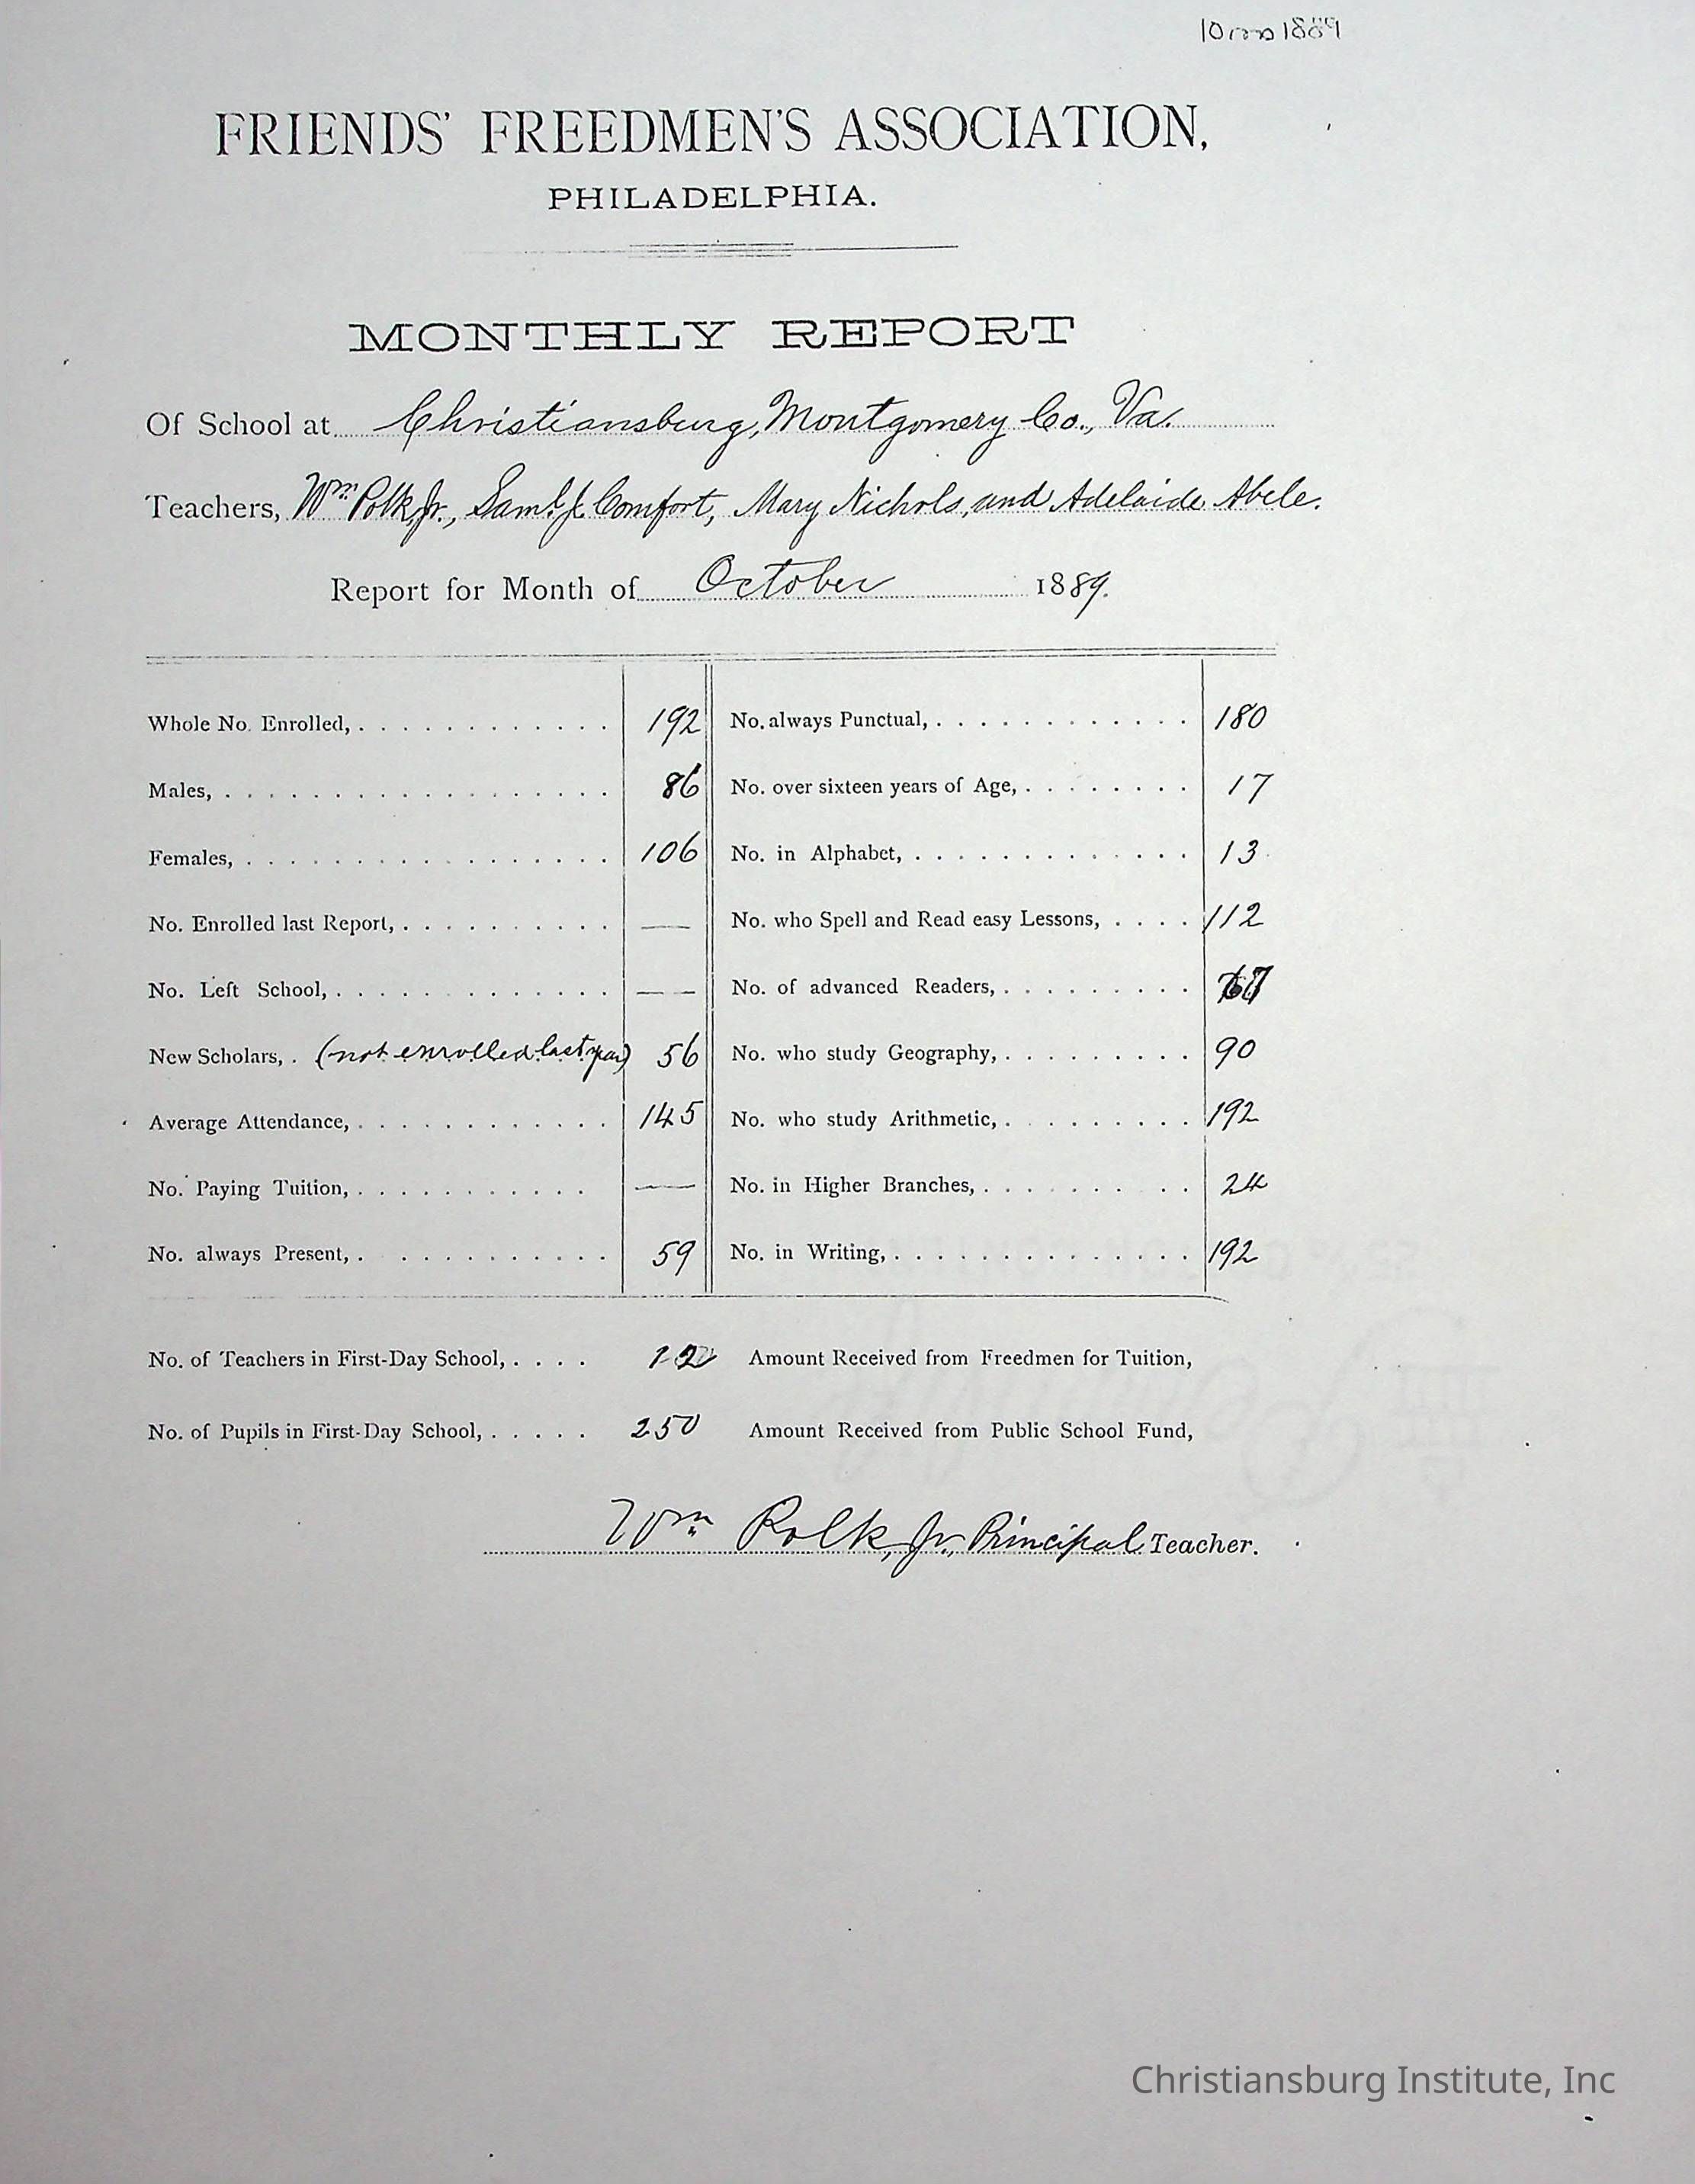 10 mo 1889
FRIENDS' FREEDMEN'S ASSOCIATION,
PHILADELPHIA.
MONTHLY REPORT
Of School at Christiansburg, Montgomery Co., Va.
Teachers, Wm. Polk, Jr., Saml. J. Comfort, Mary Nichols, and Adelaide Abele.
Report for Month of October 1889.
Whole No. Enrolled, 192 No. always Punctual, 180
Males, 86 No. over sixteen years of Age, 17
Females, 106 No. in Alphabet, 13
No. Enrolled last Report, — No. who Spell and Read easy Lessons, 112
No. Left School, — No. of advanced Readers, 67
New Scholars, (not enrolled last year) 56 No. who study Geography, 90
Average Attendance, 145 No. who study Arithmetic, 192
No. Paying Tuition, — No. in Higher Branches, 24
No. always Present, 59 No. in Writing, 192
No. of Teachers in First-Day School, Amount Received from Freedmen for Tuition,
No. of Pupils in First-Day School, 250 Amount Received from Public School Fund,
Wm Polk, Jr., Principal Teacher.
Christiansburg Institute, Inc